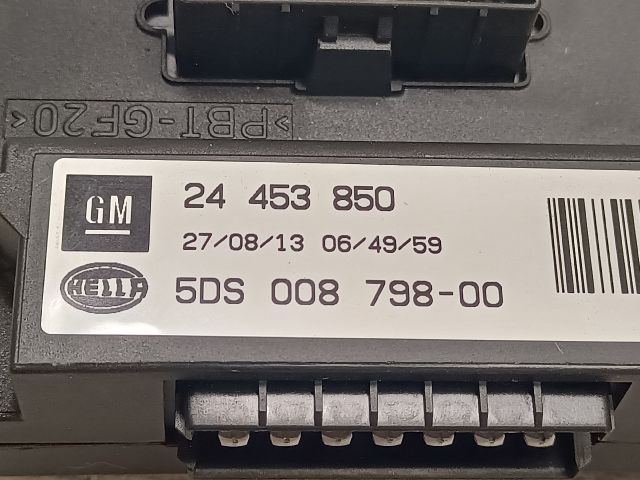 >PBT-GF20<
GM 24 453 850
27/08/13 06/49/59
HELLA 5DS 008 798-00